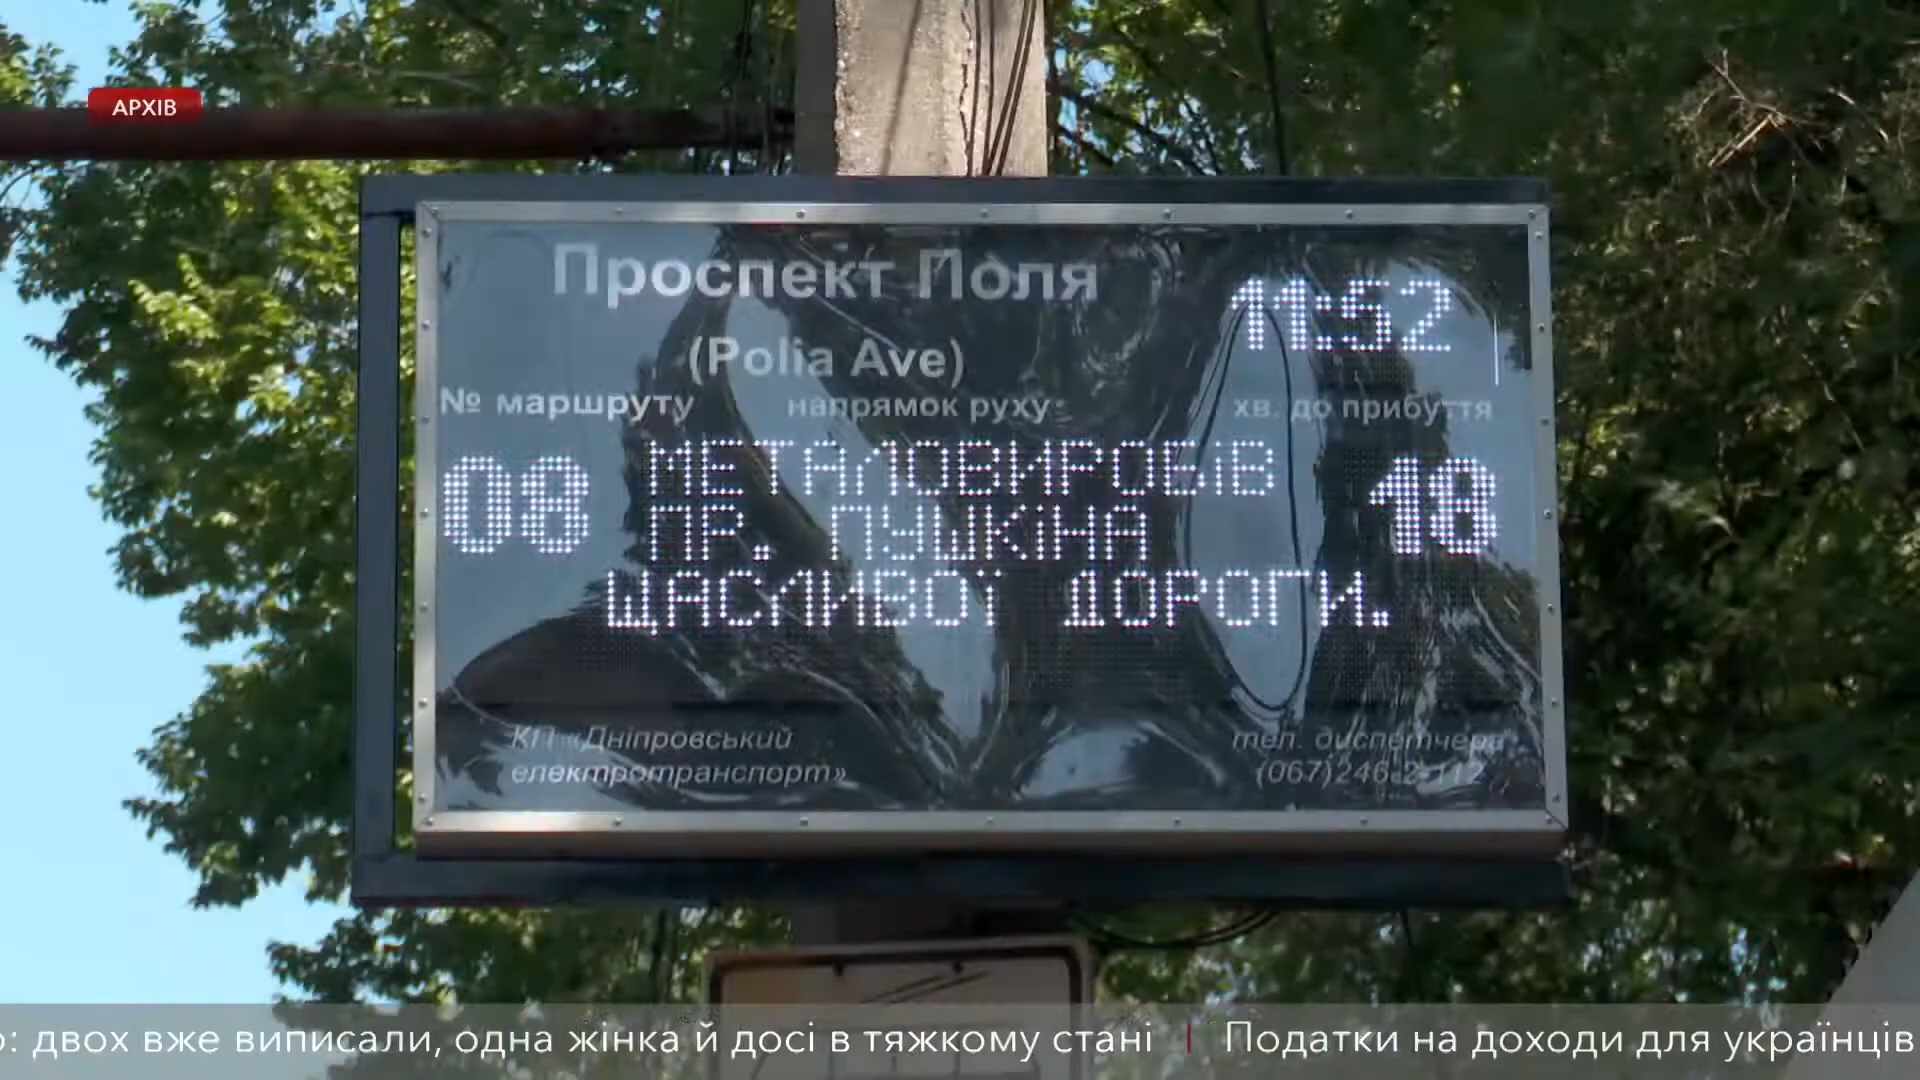 АРХІВ
Проспект Поля
11:52
(Polia Ave)
№ маршруту напрямок руху хв. до прибуття
08 МЕТАЛОВИРОБіВ 18
ПР. ПУШКіНА
ЩАСЛИВОї ДОРОГИ.
КП «Дніпровський
електротранспорт»
тел. диспетчера
(067)246-2-112
: двох вже виписали, одна жінка й досі в тяжкому стані | Податки на доходи для українців